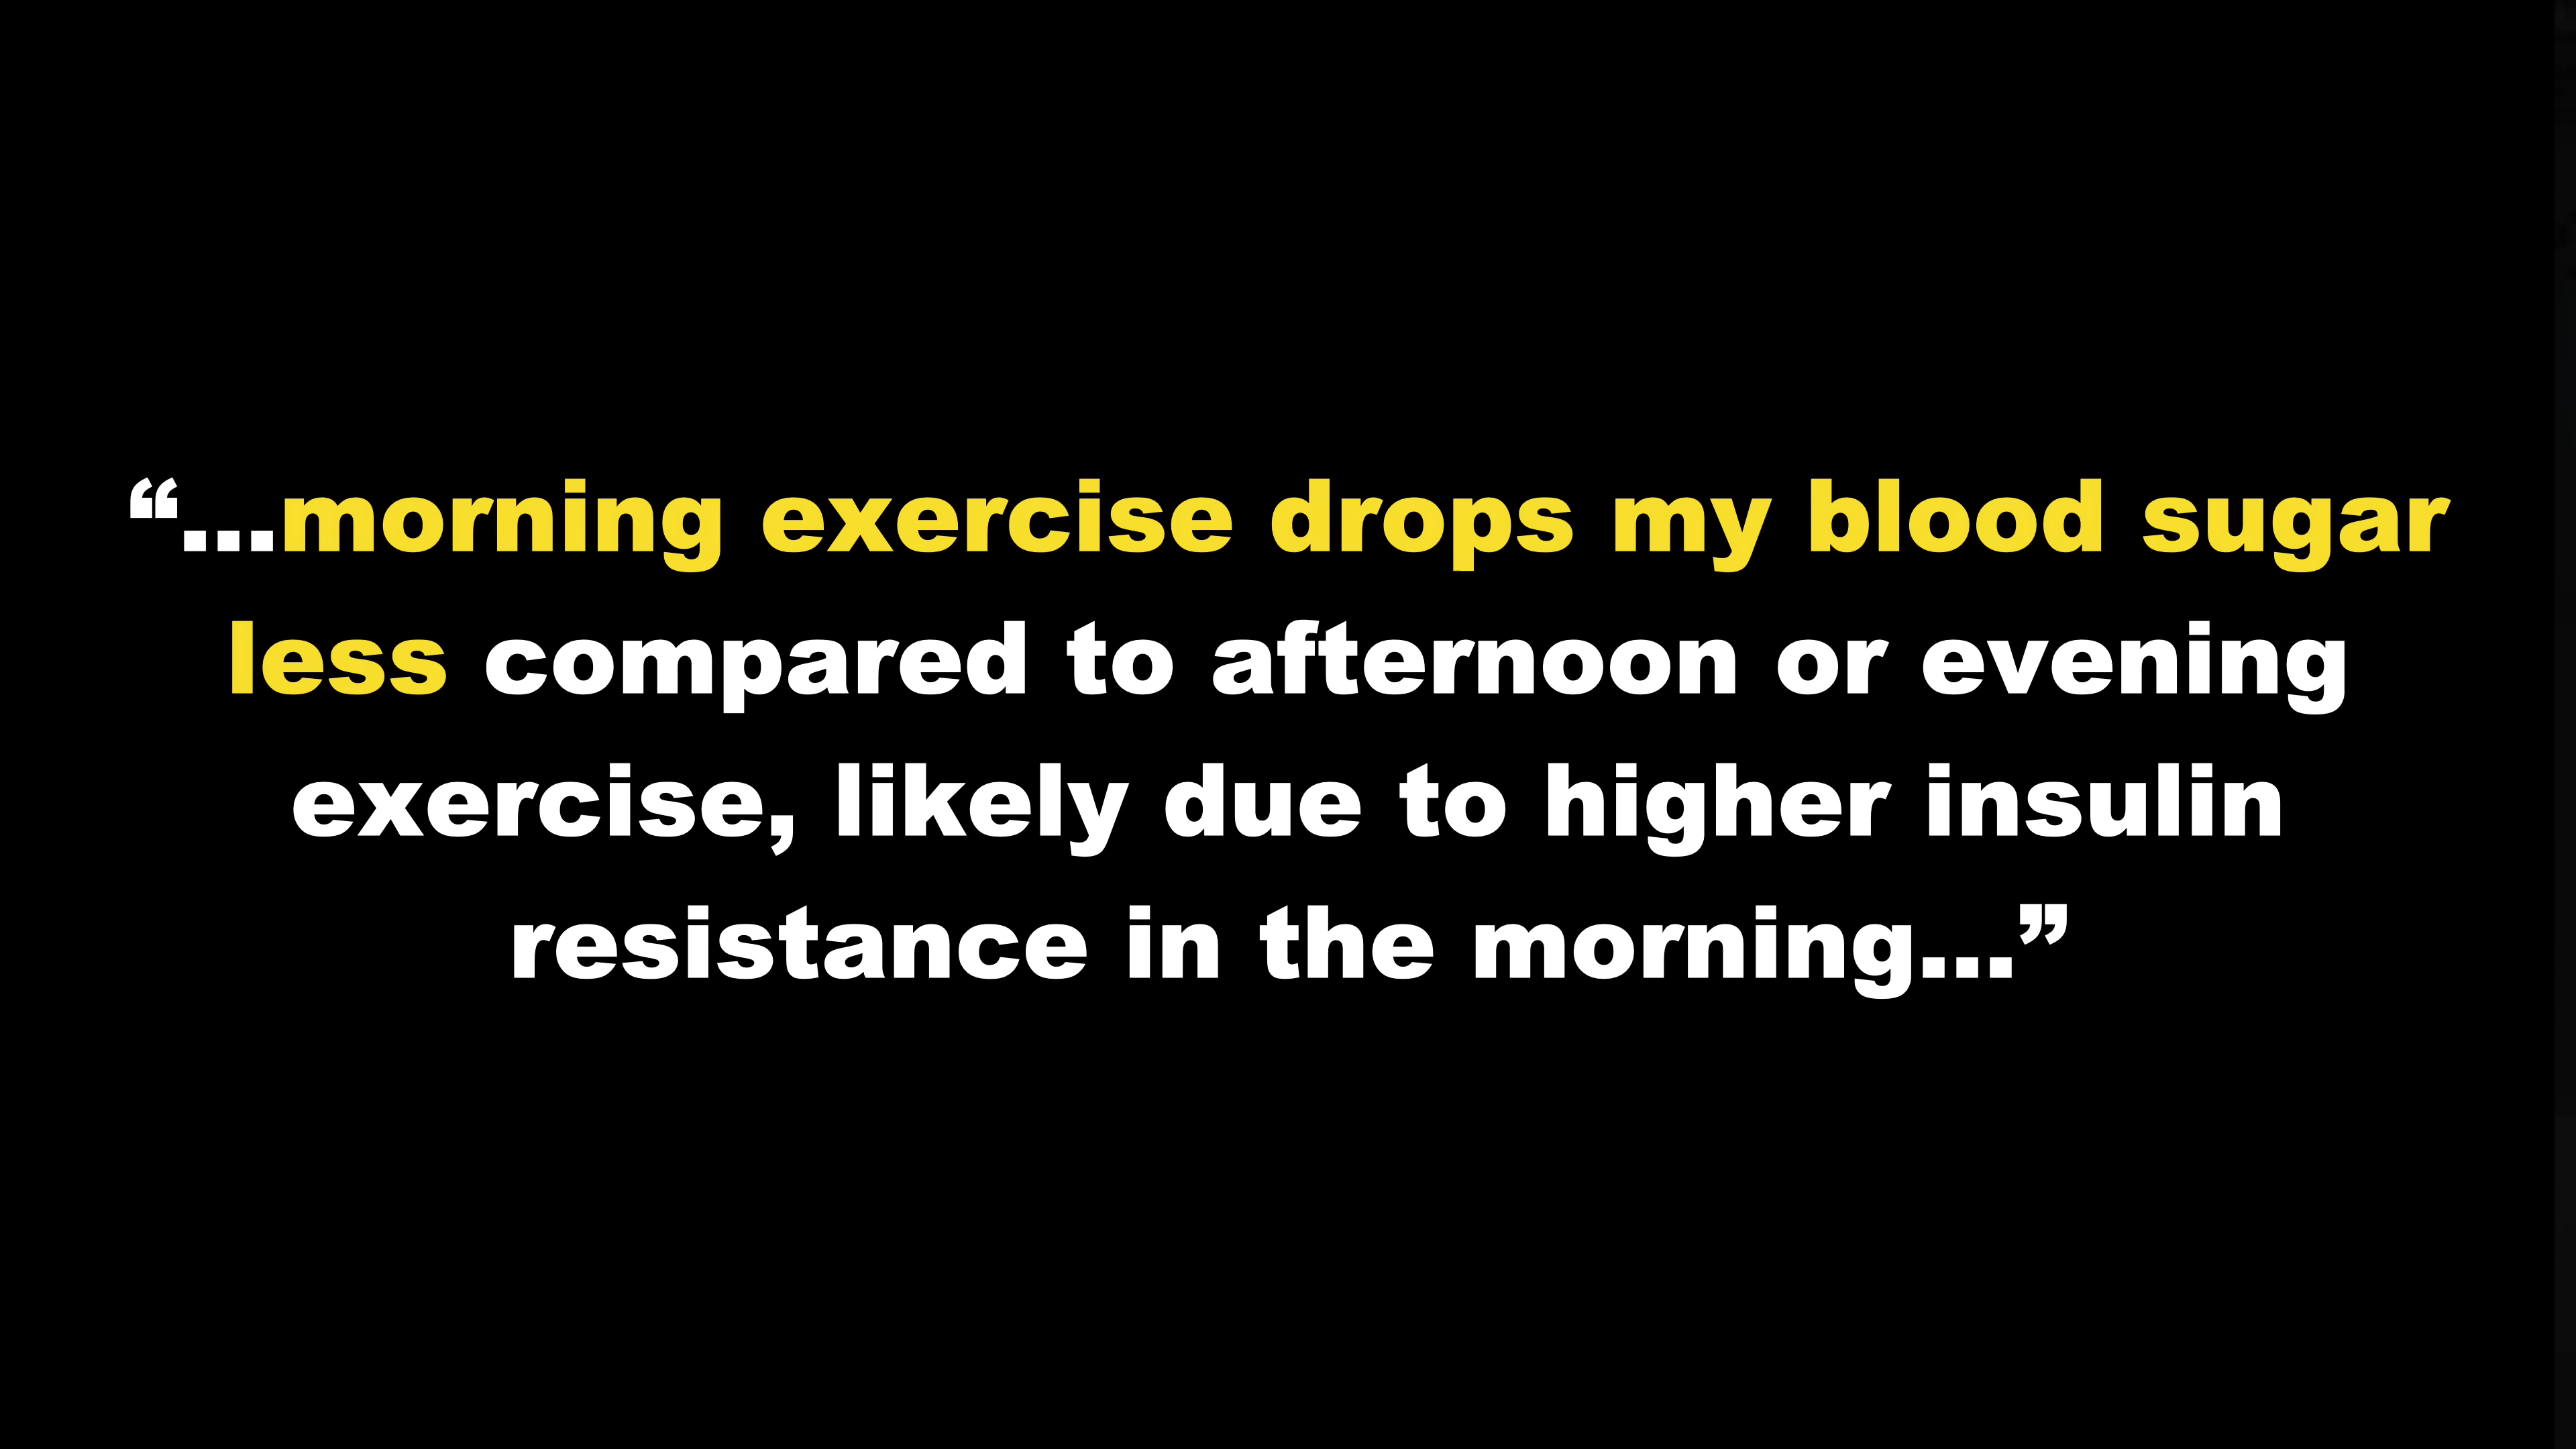 “...morning exercise drops my blood sugar
less compared to afternoon or evening
exercise, likely due to higher insulin
resistance in the morning...”